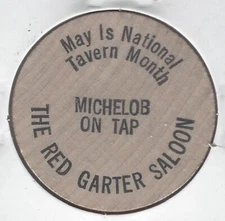 May Is National
Tavern Month
MICHELOB
ON TAP
THE RED GARTER SALOON